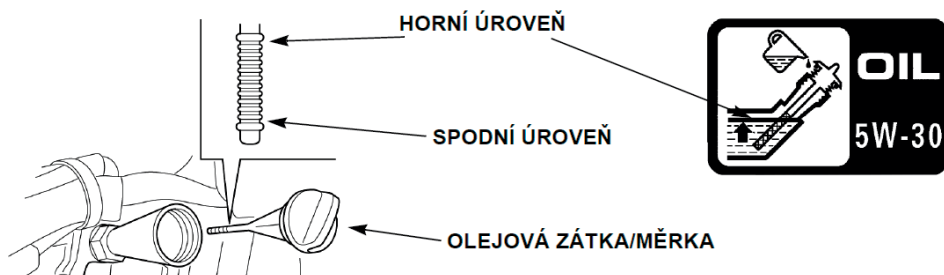 HORNÍ ÚROVEŇ
OIL
5W-30
SPODNÍ ÚROVEŇ
OLEJOVÁ ZÁTKA/MĚRKA